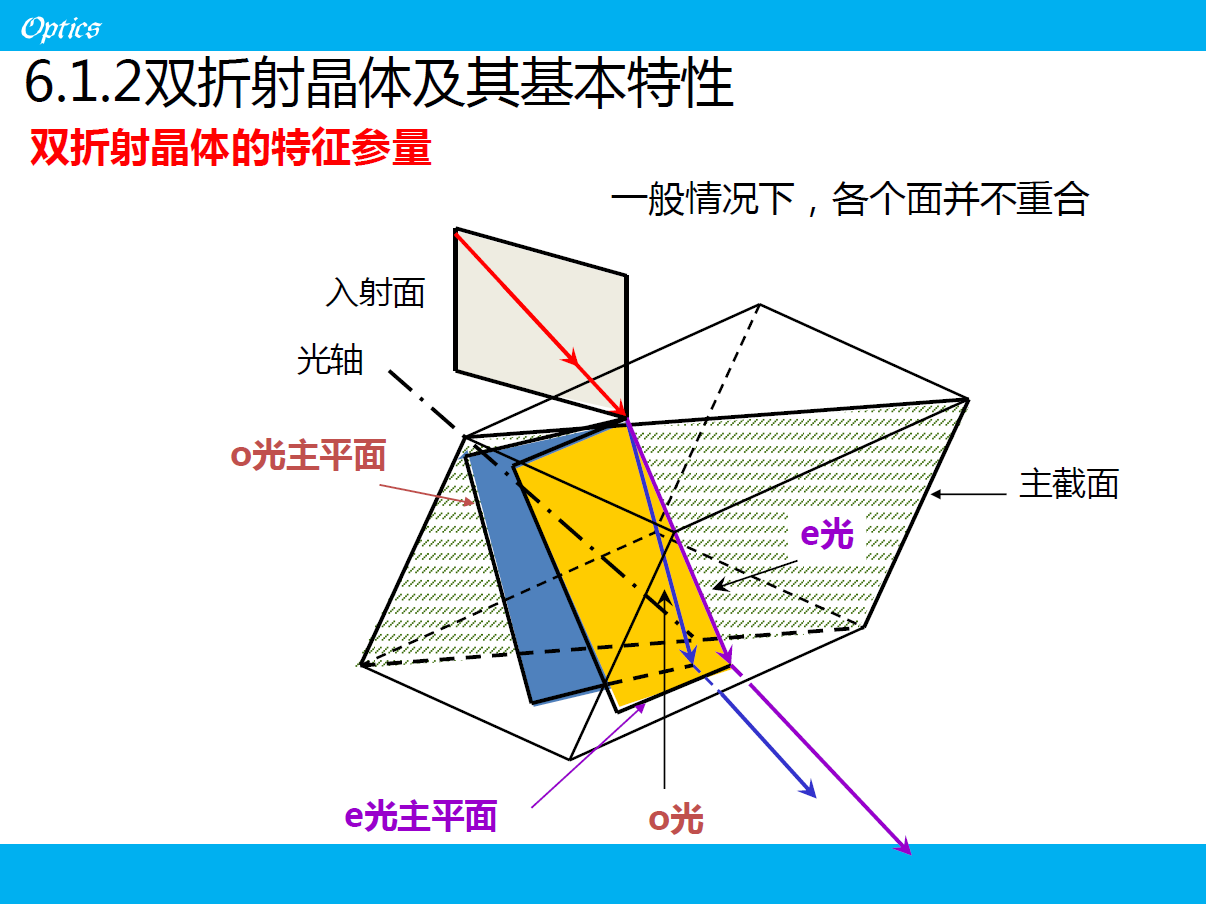 Optics
6.1.2双折射晶体及其基本特性
双折射晶体的特征参量
一般情况下，各个面并不重合
入射面
光轴
o光主平面
主截面
e光
e光主平面
o光